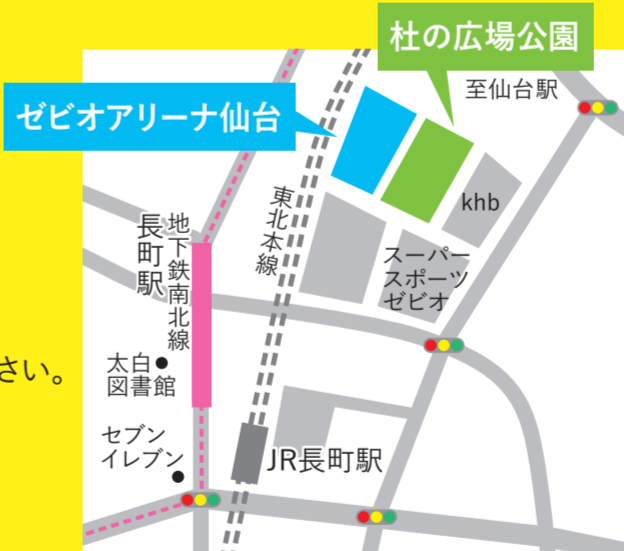 杜の広場公園
至仙台駅
ゼビオアリーナ仙台
khb
東北本線
地下鉄南北線
長町駅
スーパー
スポーツ
ゼビオ
さい。
太白
図書館
セブン
イレブン
JR長町駅